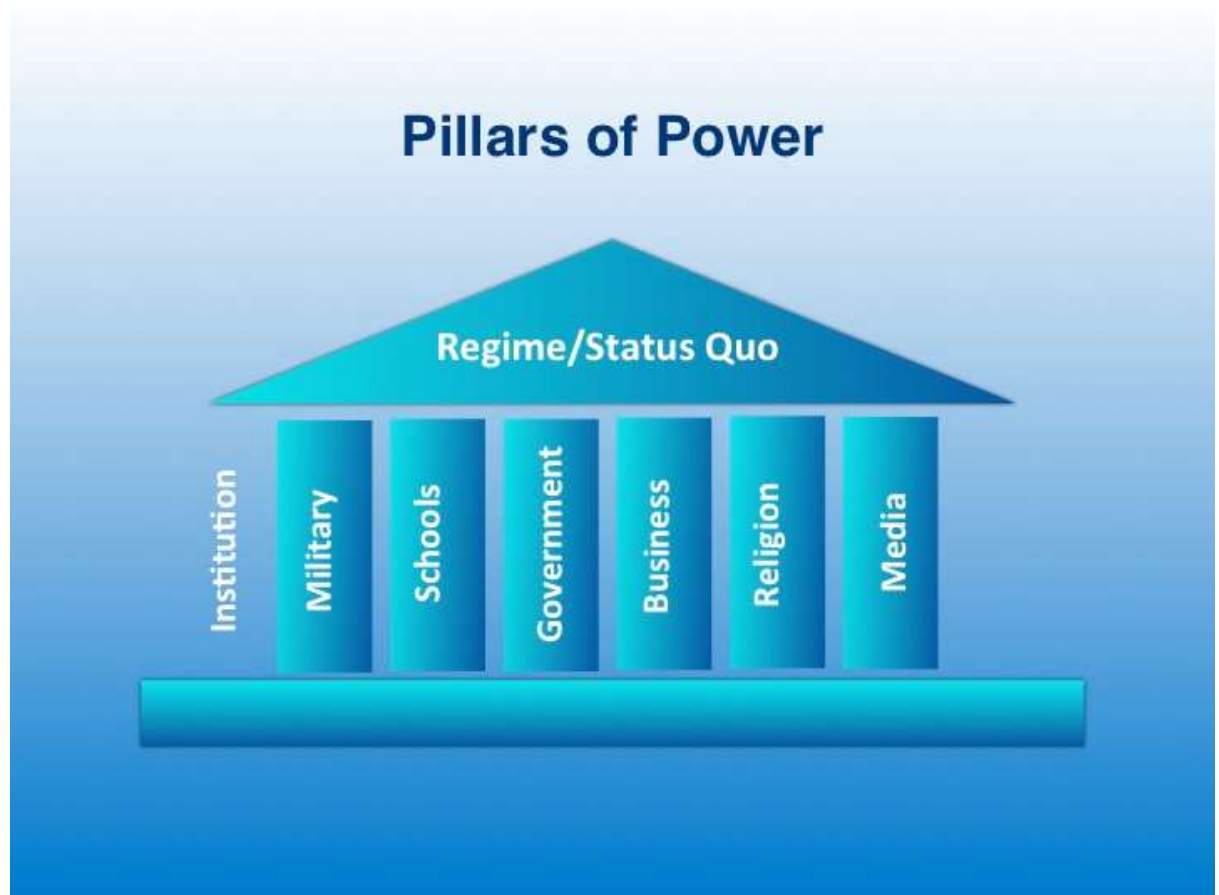 Pillars of Power
Regime/Status Quo
Institution
Military
Schools
Government
Business
Religion
Media